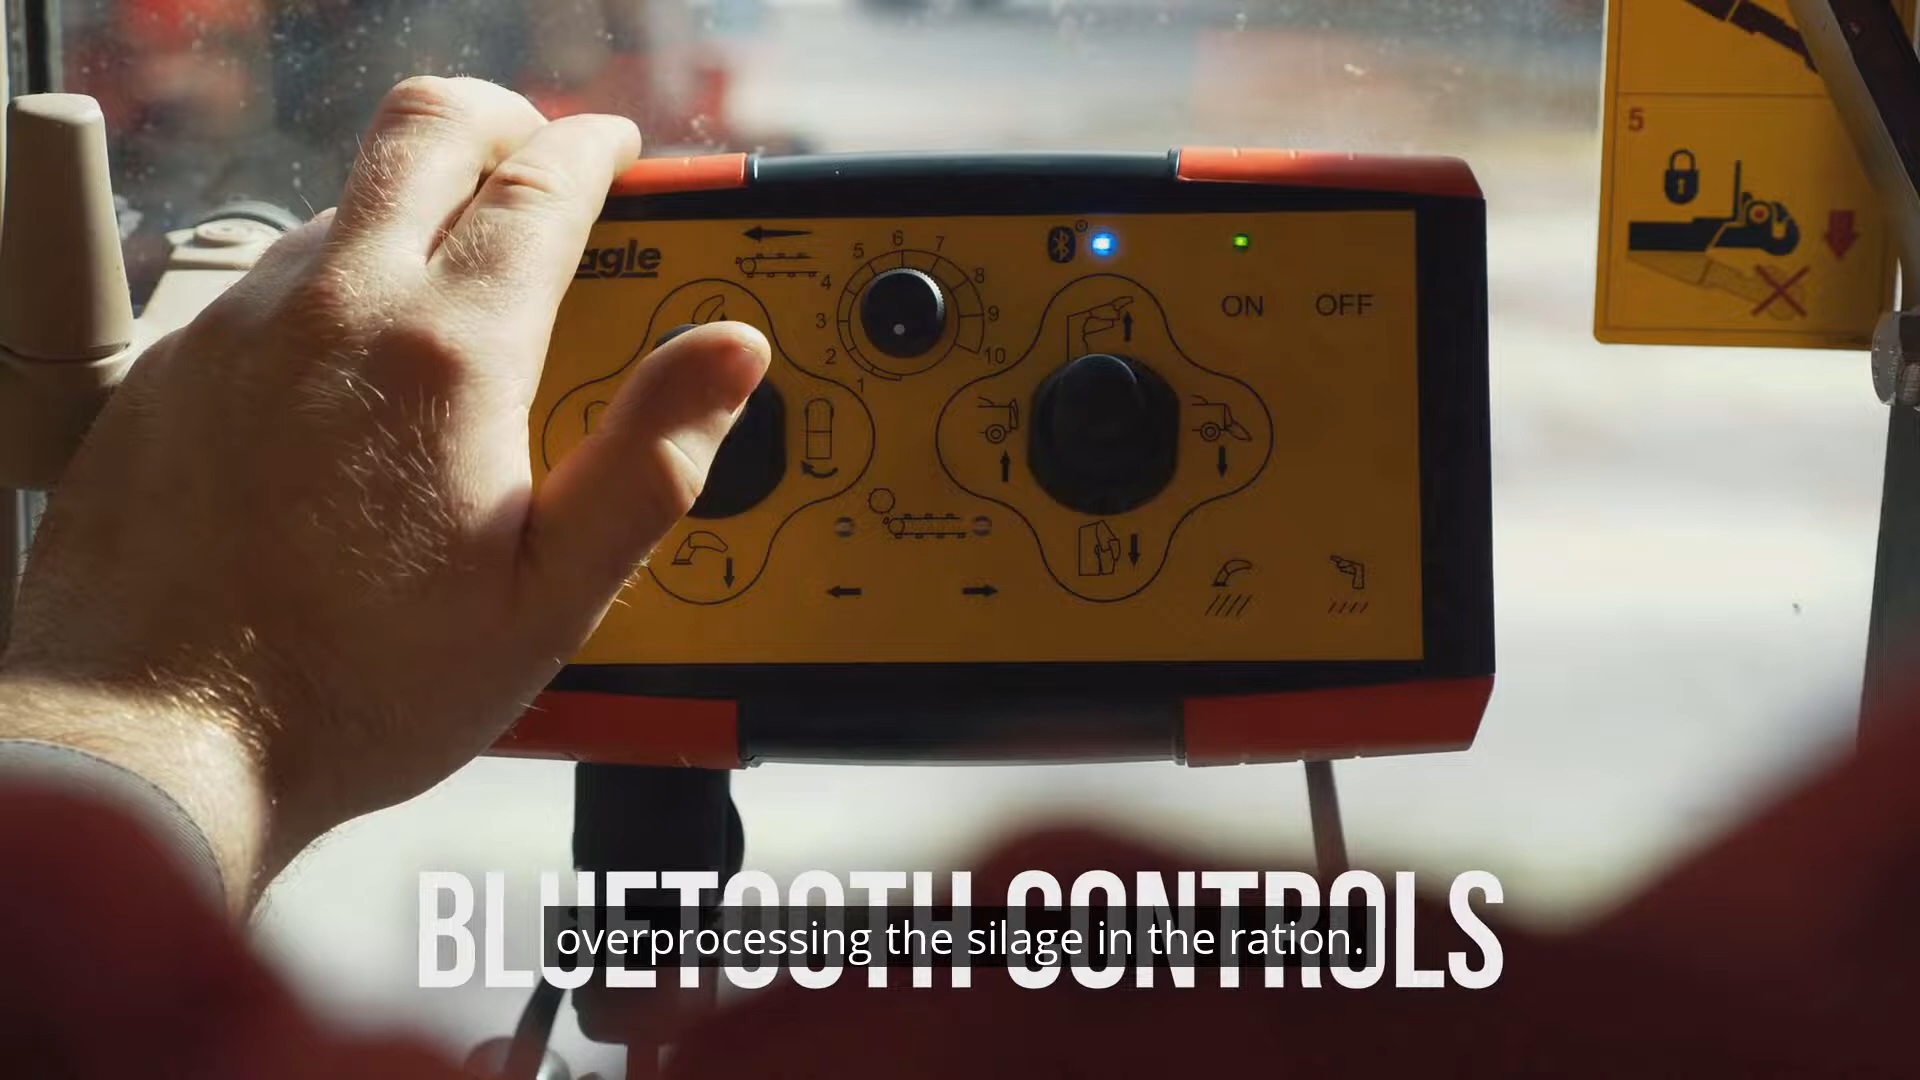 agle
1 2 3 4 5 6 7 8 9 10
ON OFF
5
BLUETOOTH CONTROLS
overprocessing the silage in the ration.